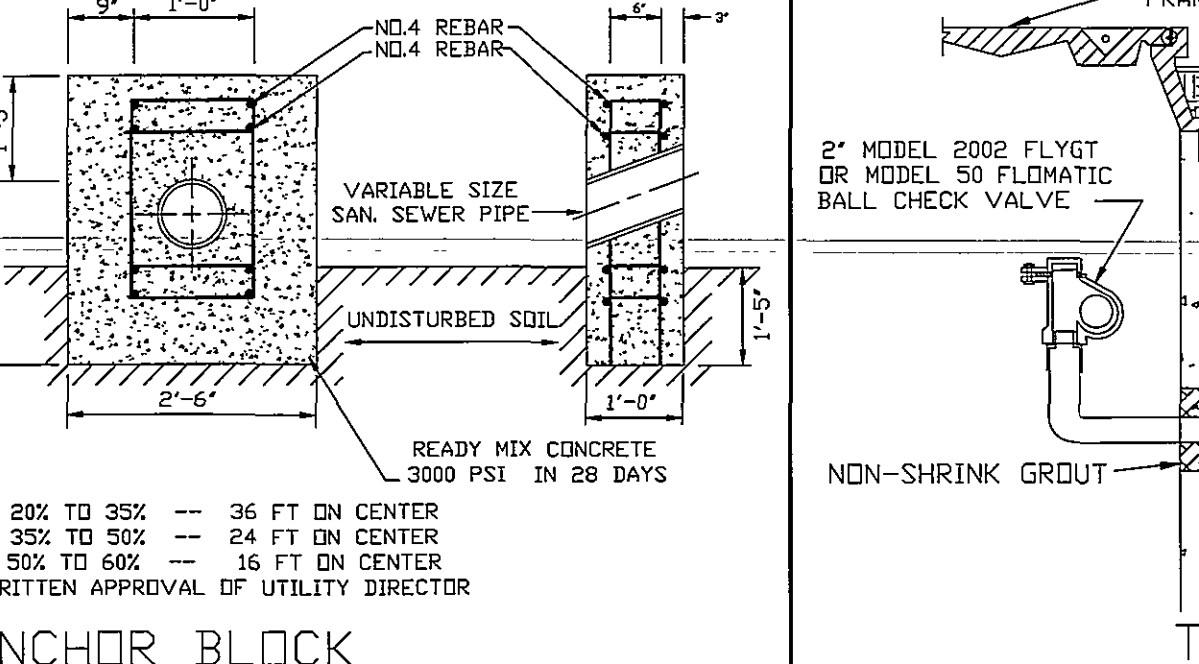 9" 1'-0" 6" 3"
NO.4 REBAR
NO.4 REBAR
VARIABLE SIZE
SAN. SEWER PIPE
UNDISTURBED SOIL
1'-5"
2'-6"
1'-0"
READY MIX CONCRETE
3000 PSI IN 28 DAYS
20% TO 35% -- 36 FT ON CENTER
35% TO 50% -- 24 FT ON CENTER
50% TO 60% -- 16 FT ON CENTER
RITTEN APPROVAL OF UTILITY DIRECTOR
NCHOR BLOCK
2" MODEL 2002 FLYGT
OR MODEL 50 FLOMATIC
BALL CHECK VALVE
NON-SHRINK GROUT